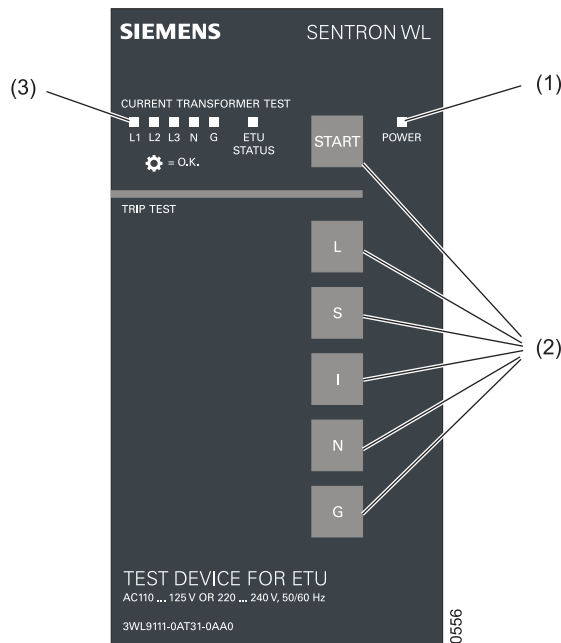 SIEMENS SENTRON WL
(3) (1)
CURRENT TRANSFORMER TEST
L1 L2 L3 N G ETU STATUS START POWER
= O.K.
TRIP TEST
L
S
(2)
I
N
G
TEST DEVICE FOR ETU
AC110 ... 125 V OR 220 ... 240 V, 50/60 Hz
3WL9111-0AT31-0AA0
0556